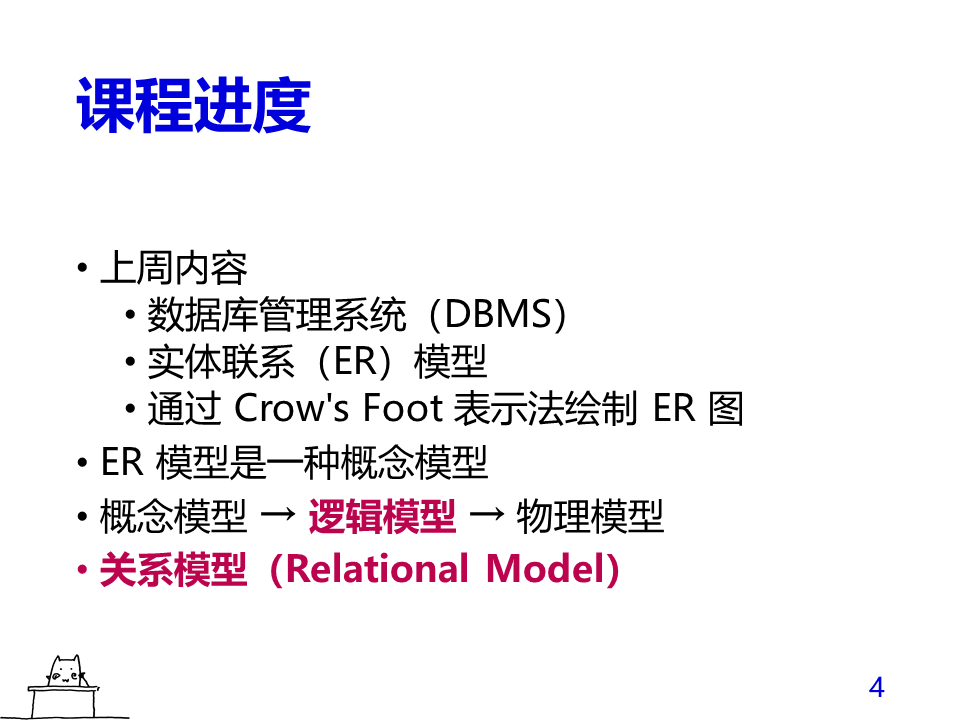 课程进度
• 上周内容
• 数据库管理系统（DBMS）
• 实体联系（ER）模型
• 通过 Crow's Foot 表示法绘制 ER 图
• ER 模型是一种概念模型
• 概念模型 → 逻辑模型 → 物理模型
• 关系模型（Relational Model）
4